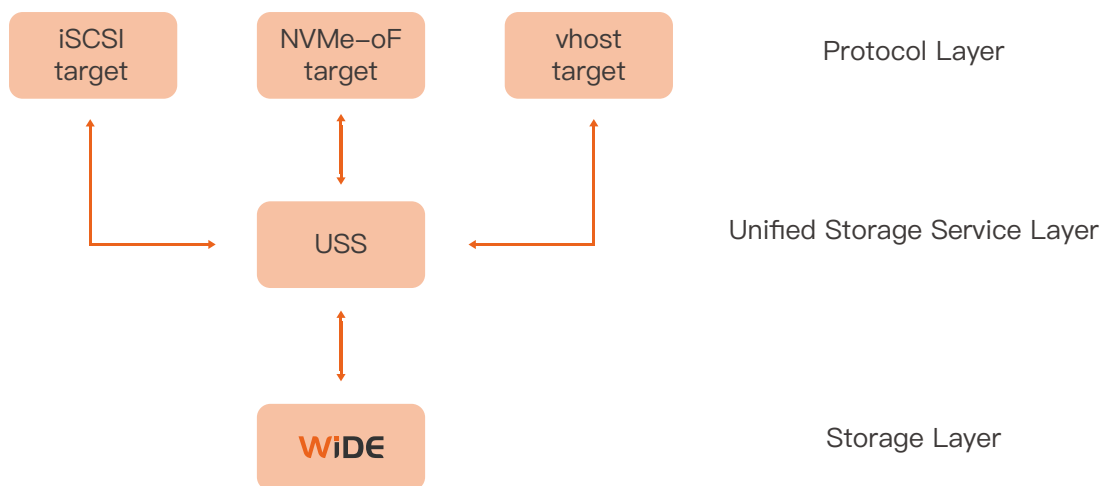 iSCSI
target
NVMe–oF
target
vhost
target
Protocol Layer
USS
Unified Storage Service Layer
WiDE
Storage Layer